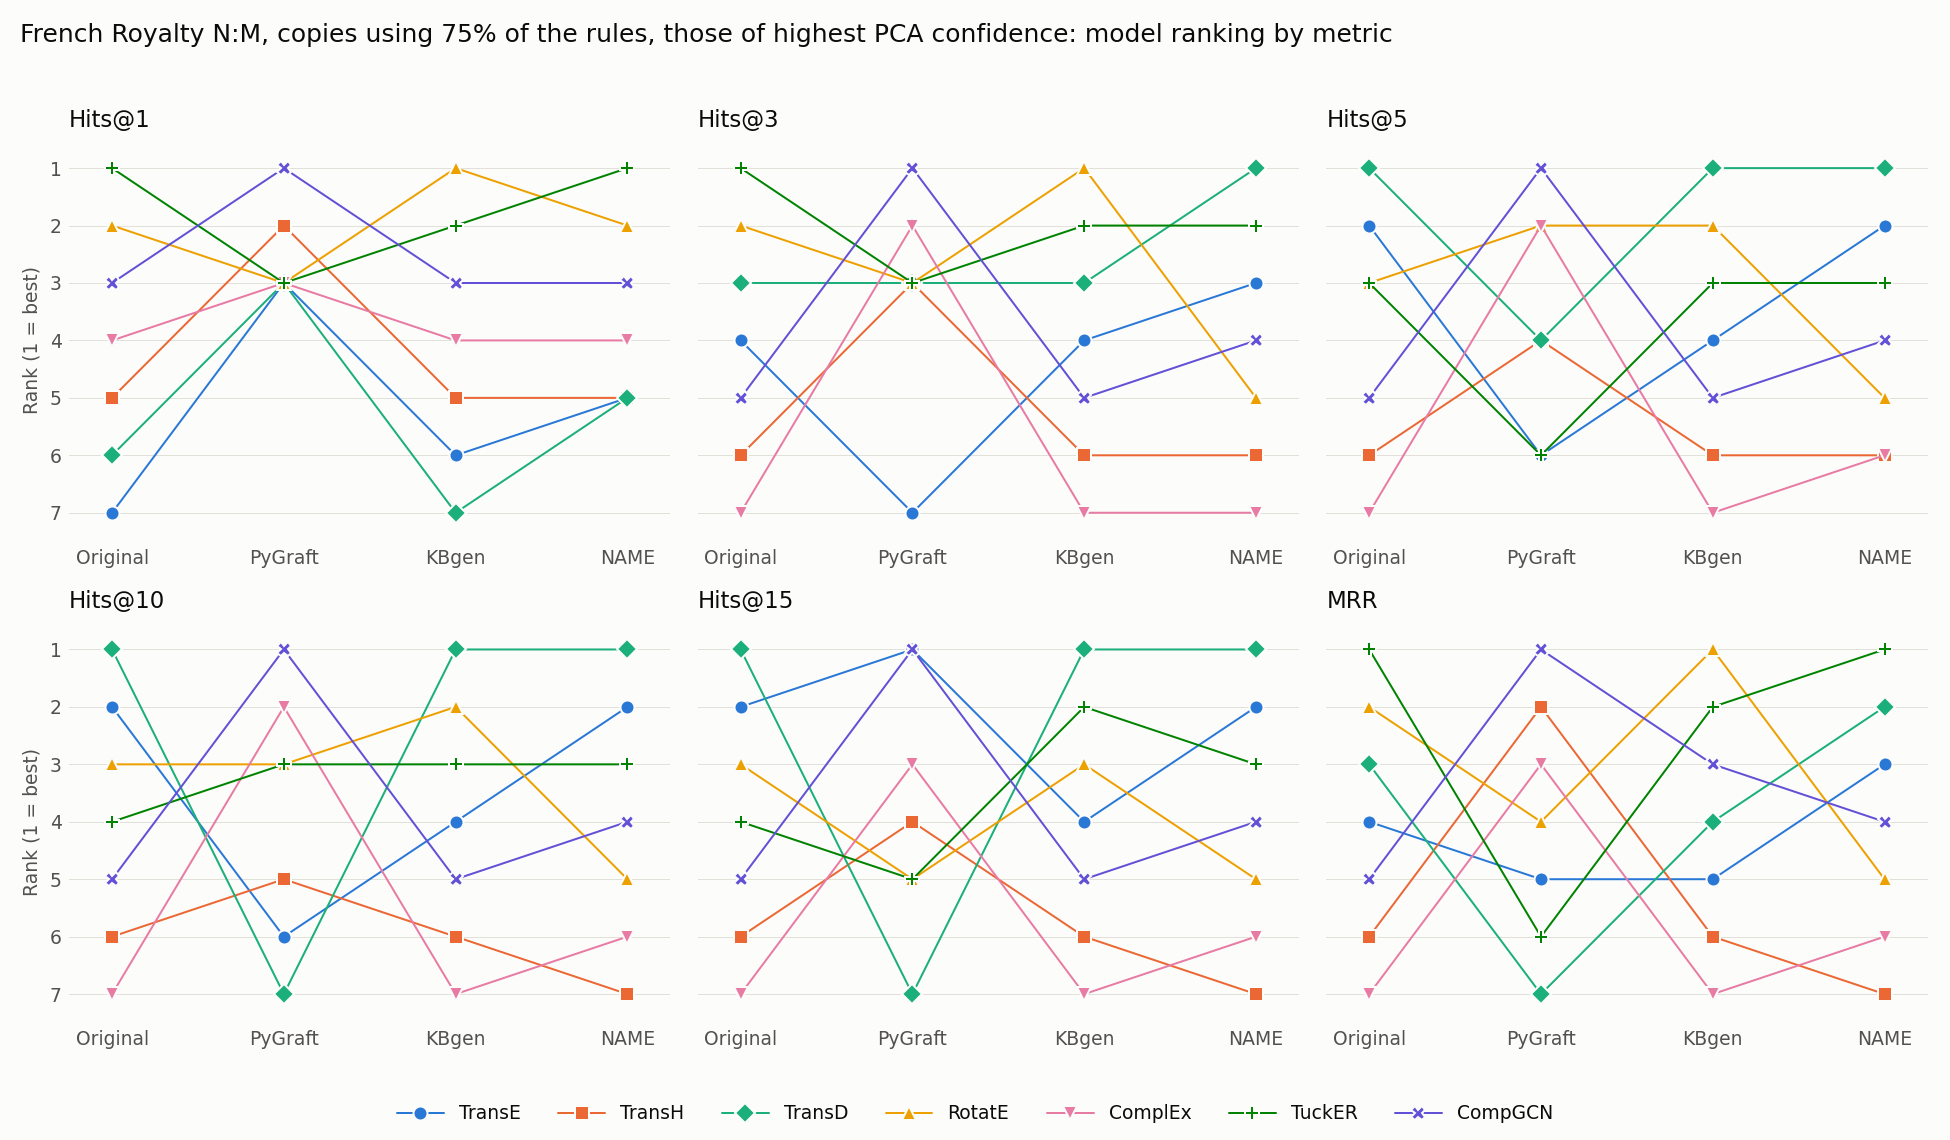 French Royalty N:M, copies using 75% of the rules, those of highest PCA confidence: model ranking by metric
Hits@1
Hits@3
Hits@5
Rank (1 = best)
1
2
3
4
5
6
7
Original PyGraft KBgen NAME
Original PyGraft KBgen NAME
Original PyGraft KBgen NAME
Hits@10
Hits@15
MRR
Rank (1 = best)
1
2
3
4
5
6
7
Original PyGraft KBgen NAME
Original PyGraft KBgen NAME
Original PyGraft KBgen NAME
TransE TransH TransD RotatE ComplEx TuckER CompGCN